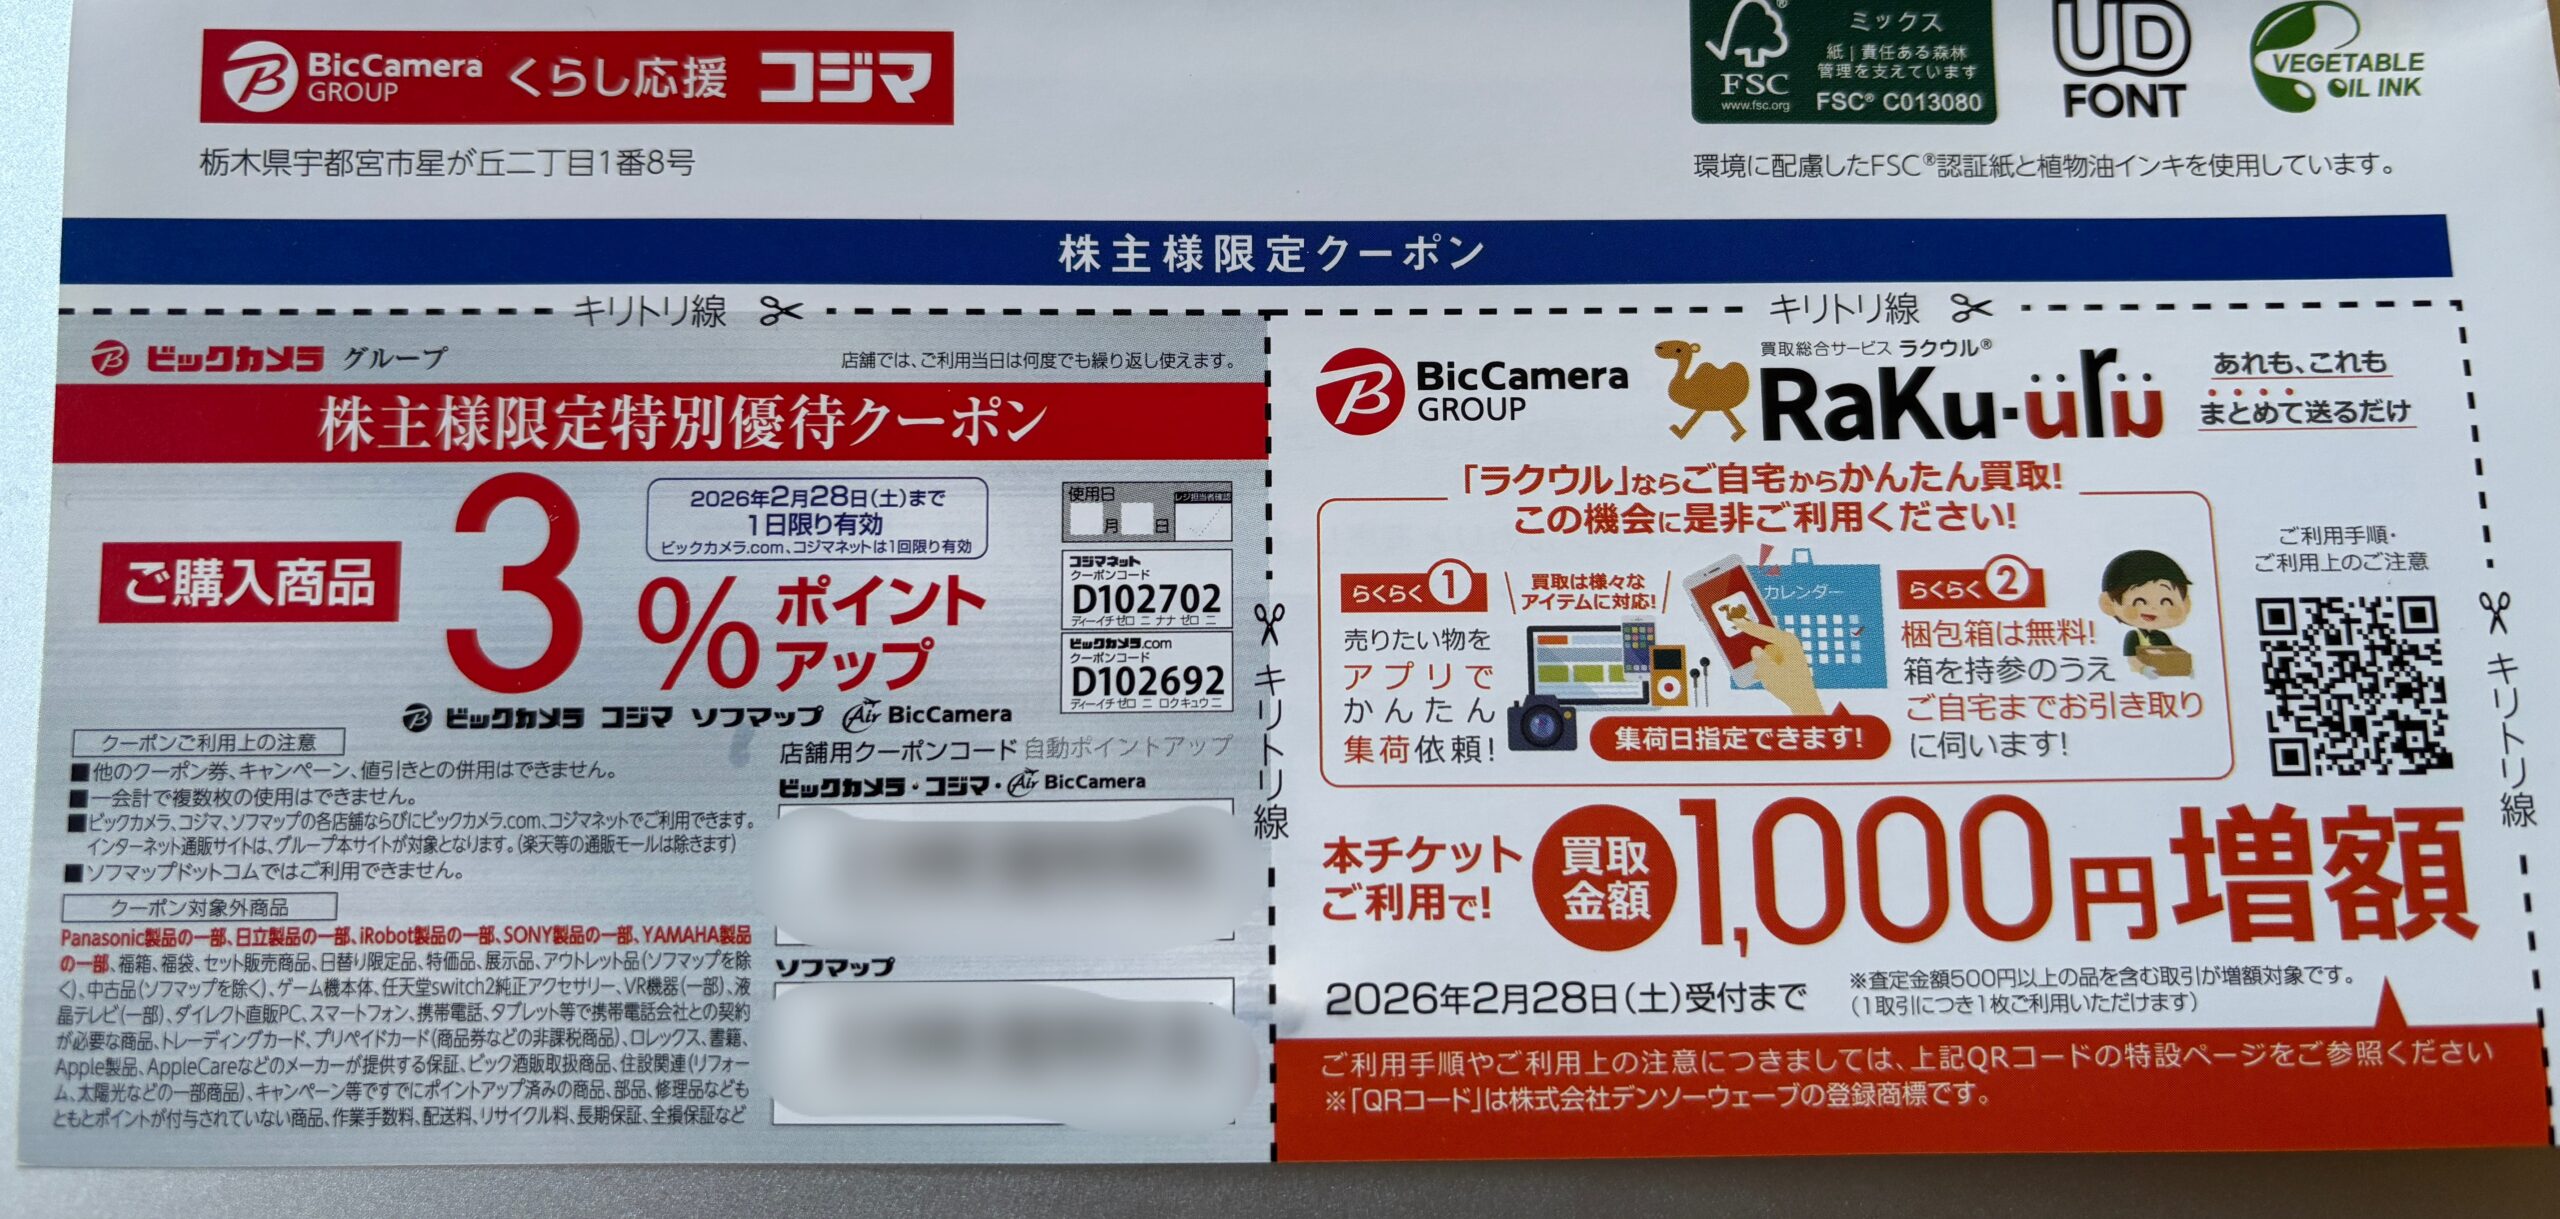 BicCamera GROUP くらし応援 コジマ
栃木県宇都宮市星が丘二丁目1番8号
FSC
www.fsc.org
ミックス
紙|責任ある森林
管理を支えています
FSC® C013080
UD
FONT
VEGETABLE
OIL INK
環境に配慮したFSC®認証紙と植物油インキを使用しています。
株主様限定クーポン
キリトリ線
キリトリ線
ビックカメラ グループ
店舗では、ご利用当日は何度でも繰り返し使えます。
株主様限定特別優待クーポン
ご購入商品
3%ポイントアップ
2026年2月28日(土)まで
1日限り有効
ビックカメラ.com、コジマネットは1回限り有効
使用日
レジ担当者確認
月 日
コジマネット
クーポンコード
D102702
ディーイチゼロ ニ ナナ ゼロ ニ
ビックカメラ.com
クーポンコード
D102692
ディーイチゼロ ニ ロクキュウニ
ビックカメラ コジマ ソフマップ Air BicCamera
クーポンご利用上の注意
■他のクーポン券、キャンペーン、値引きとの併用はできません。
■一会計で複数枚の使用はできません。
■ビックカメラ、コジマ、ソフマップの各店舗ならびにビックカメラ.com、コジマネットでご利用できます。
インターネット通販サイトは、グループ本サイトが対象となります。(楽天等の通販モールは除きます)
■ソフマップドットコムではご利用できません。
クーポン対象外商品
Panasonic製品の一部、日立製品の一部、iRobot製品の一部、SONY製品の一部、YAMAHA製品
の一部、福箱、福袋、セット販売商品、日替り限定品、特価品、展示品、アウトレット品(ソフマップを除
く)、中古品(ソフマップを除く)、ゲーム機本体、任天堂switch2純正アクセサリー、VR機器(一部)、液
晶テレビ(一部)、ダイレクト直販PC、スマートフォン、携帯電話、タブレット等で携帯電話会社との契約
が必要な商品、トレーディングカード、プリペイドカード(商品券などの非課税商品)、ロレックス、書籍、
Apple製品、AppleCareなどのメーカーが提供する保証、ビック酒販取扱商品、住設関連(リフォー
ム、太陽光などの一部商品)、キャンペーン等ですでにポイントアップ済みの商品、部品、修理品なども
ともとポイントが付与されていない商品、作業手数料、配送料、リサイクル料、長期保証、全損保証など
店舗用クーポンコード 自動ポイントアップ
ビックカメラ・コジマ・Air BicCamera
ソフマップ
キリトリ線
BicCamera
GROUP
買取総合サービス ラクウル®
RaKu-uru
あれも、これも
まとめて送るだけ
「ラクウル」ならご自宅からかんたん買取!
この機会に是非ご利用ください!
らくらく1
売りたい物を
アプリで
かんたん
集荷依頼!
買取は様々な
アイテムに対応!
カレンダー
集荷日指定できます!
らくらく2
梱包箱は無料!
箱を持参のうえ
ご自宅までお引き取り
に伺います!
ご利用手順・
ご利用上のご注意
キリトリ線
本チケット
ご利用で!
買取
金額
1,000円増額
2026年2月28日(土)受付まで
※査定金額500円以上の品を含む取引が増額対象です。
(1取引につき1枚ご利用いただけます)
ご利用手順やご利用上の注意につきましては、上記QRコードの特設ページをご参照ください
※「QRコード」は株式会社デンソーウェーブの登録商標です。